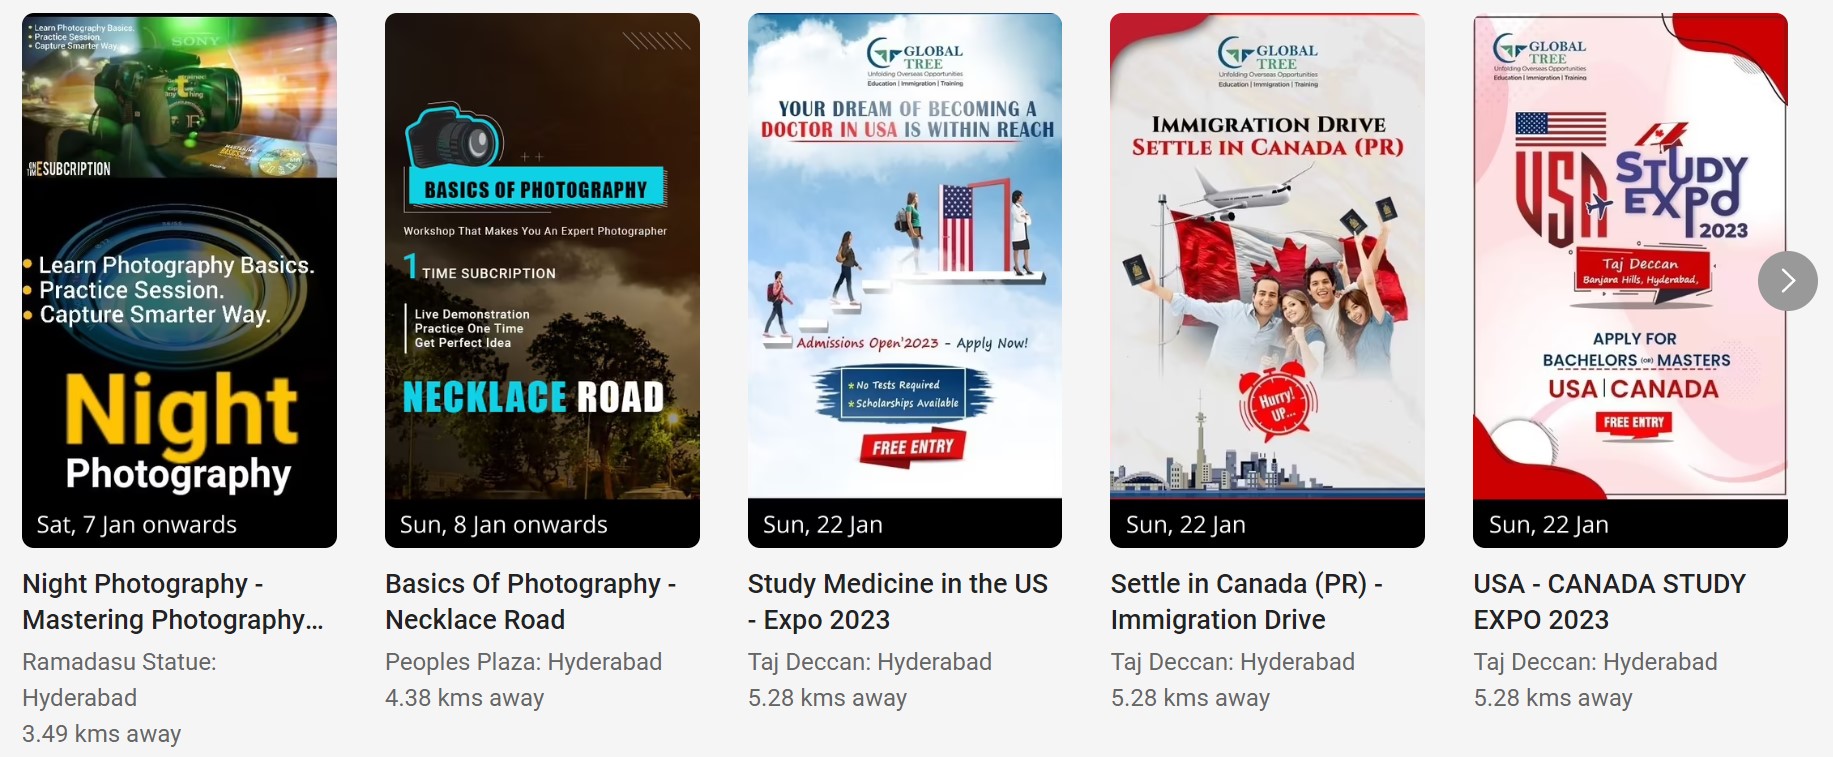 Learn Photography Basics.
Practice Session.
Capture Smarter Way.
SONY
ONE TIME SUBCRIPTION
Learn Photography Basics.
Practice Session.
Capture Smarter Way.
Night
Photography
Sat, 7 Jan onwards
Night Photography -
Mastering Photography...
Ramadasu Statue:
Hyderabad
3.49 kms away
BASICS OF PHOTOGRAPHY
Workshop That Makes You An Expert Photographer
1 TIME SUBCRIPTION
Live Demonstration
Practice One Time
Get Perfect Idea
NECKLACE ROAD
Sun, 8 Jan onwards
Basics Of Photography -
Necklace Road
Peoples Plaza: Hyderabad
4.38 kms away
GLOBAL
TREE
Unfolding Overseas Opportunities
Education | Immigration | Training
YOUR DREAM OF BECOMING A
DOCTOR IN USA IS WITHIN REACH
Admissions Open'2023 - Apply Now!
* No Tests Required
* Scholarships Available
FREE ENTRY
Sun, 22 Jan
Study Medicine in the US
- Expo 2023
Taj Deccan: Hyderabad
5.28 kms away
GLOBAL
TREE
Unfolding Overseas Opportunities
Education | Immigration | Training
IMMIGRATION DRIVE
SETTLE IN CANADA (PR)
Hurry!
UP...
Sun, 22 Jan
Settle in Canada (PR) -
Immigration Drive
Taj Deccan: Hyderabad
5.28 kms away
GLOBAL
TREE
Unfolding Overseas Opportunities
Education | Immigration | Training
USA STUDY
EXPO
2023
Taj Deccan
Banjara Hills, Hyderabad,
APPLY FOR
BACHELORS (OR) MASTERS
USA | CANADA
FREE ENTRY
Sun, 22 Jan
USA - CANADA STUDY
EXPO 2023
Taj Deccan: Hyderabad
5.28 kms away